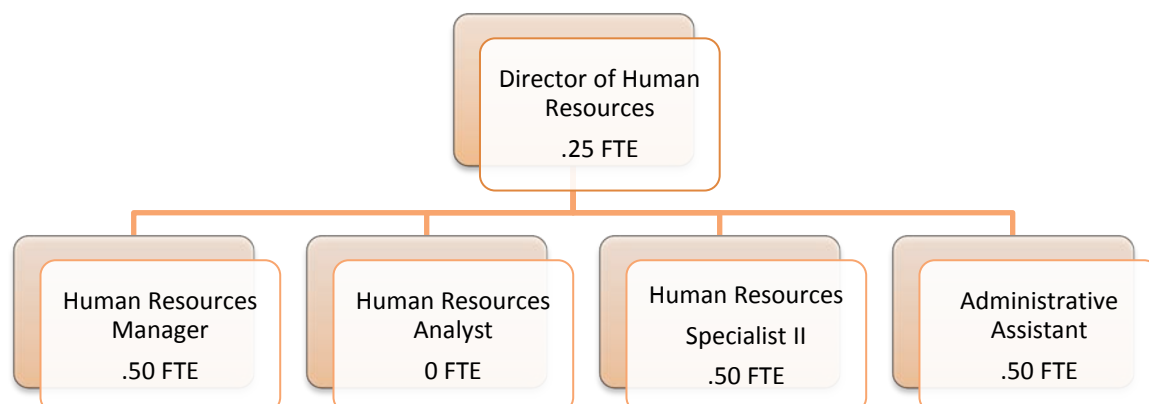 Director of Human
Resources
.25 FTE
Human Resources
Manager
.50 FTE
Human Resources
Analyst
0 FTE
Human Resources
Specialist II
.50 FTE
Administrative
Assistant
.50 FTE